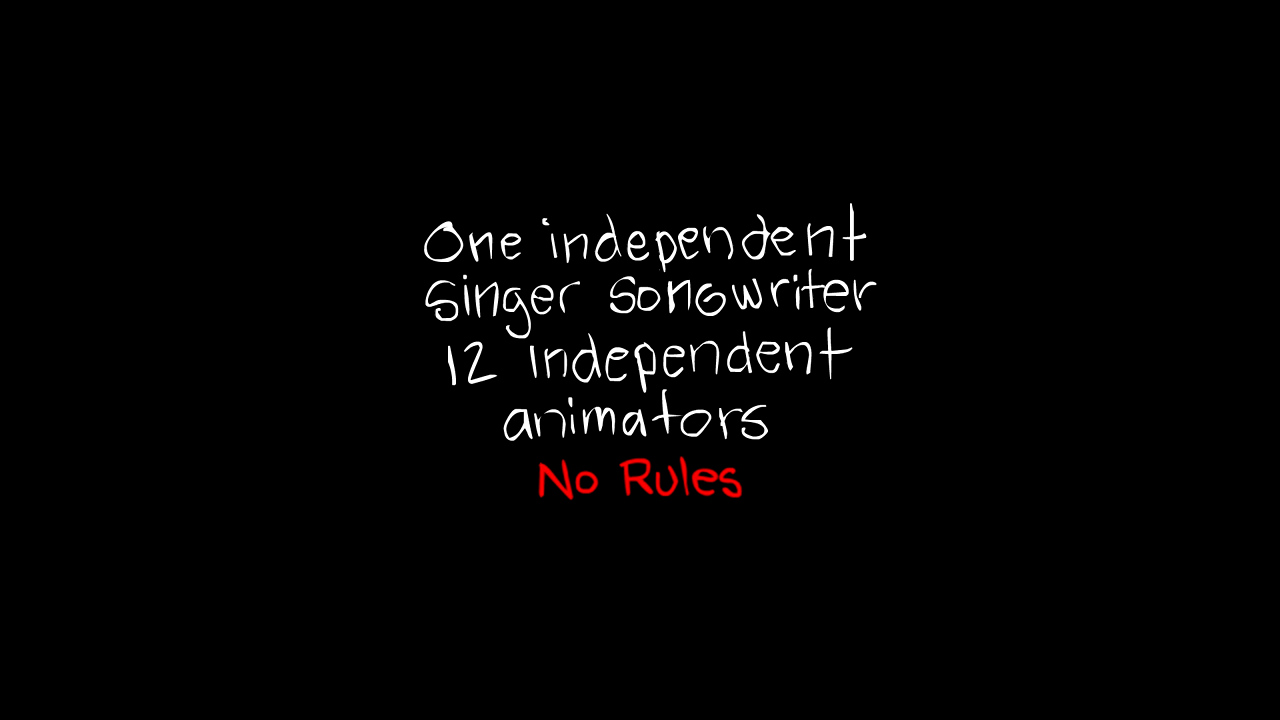 One independent
singer songwriter
12 independent
animators
No Rules